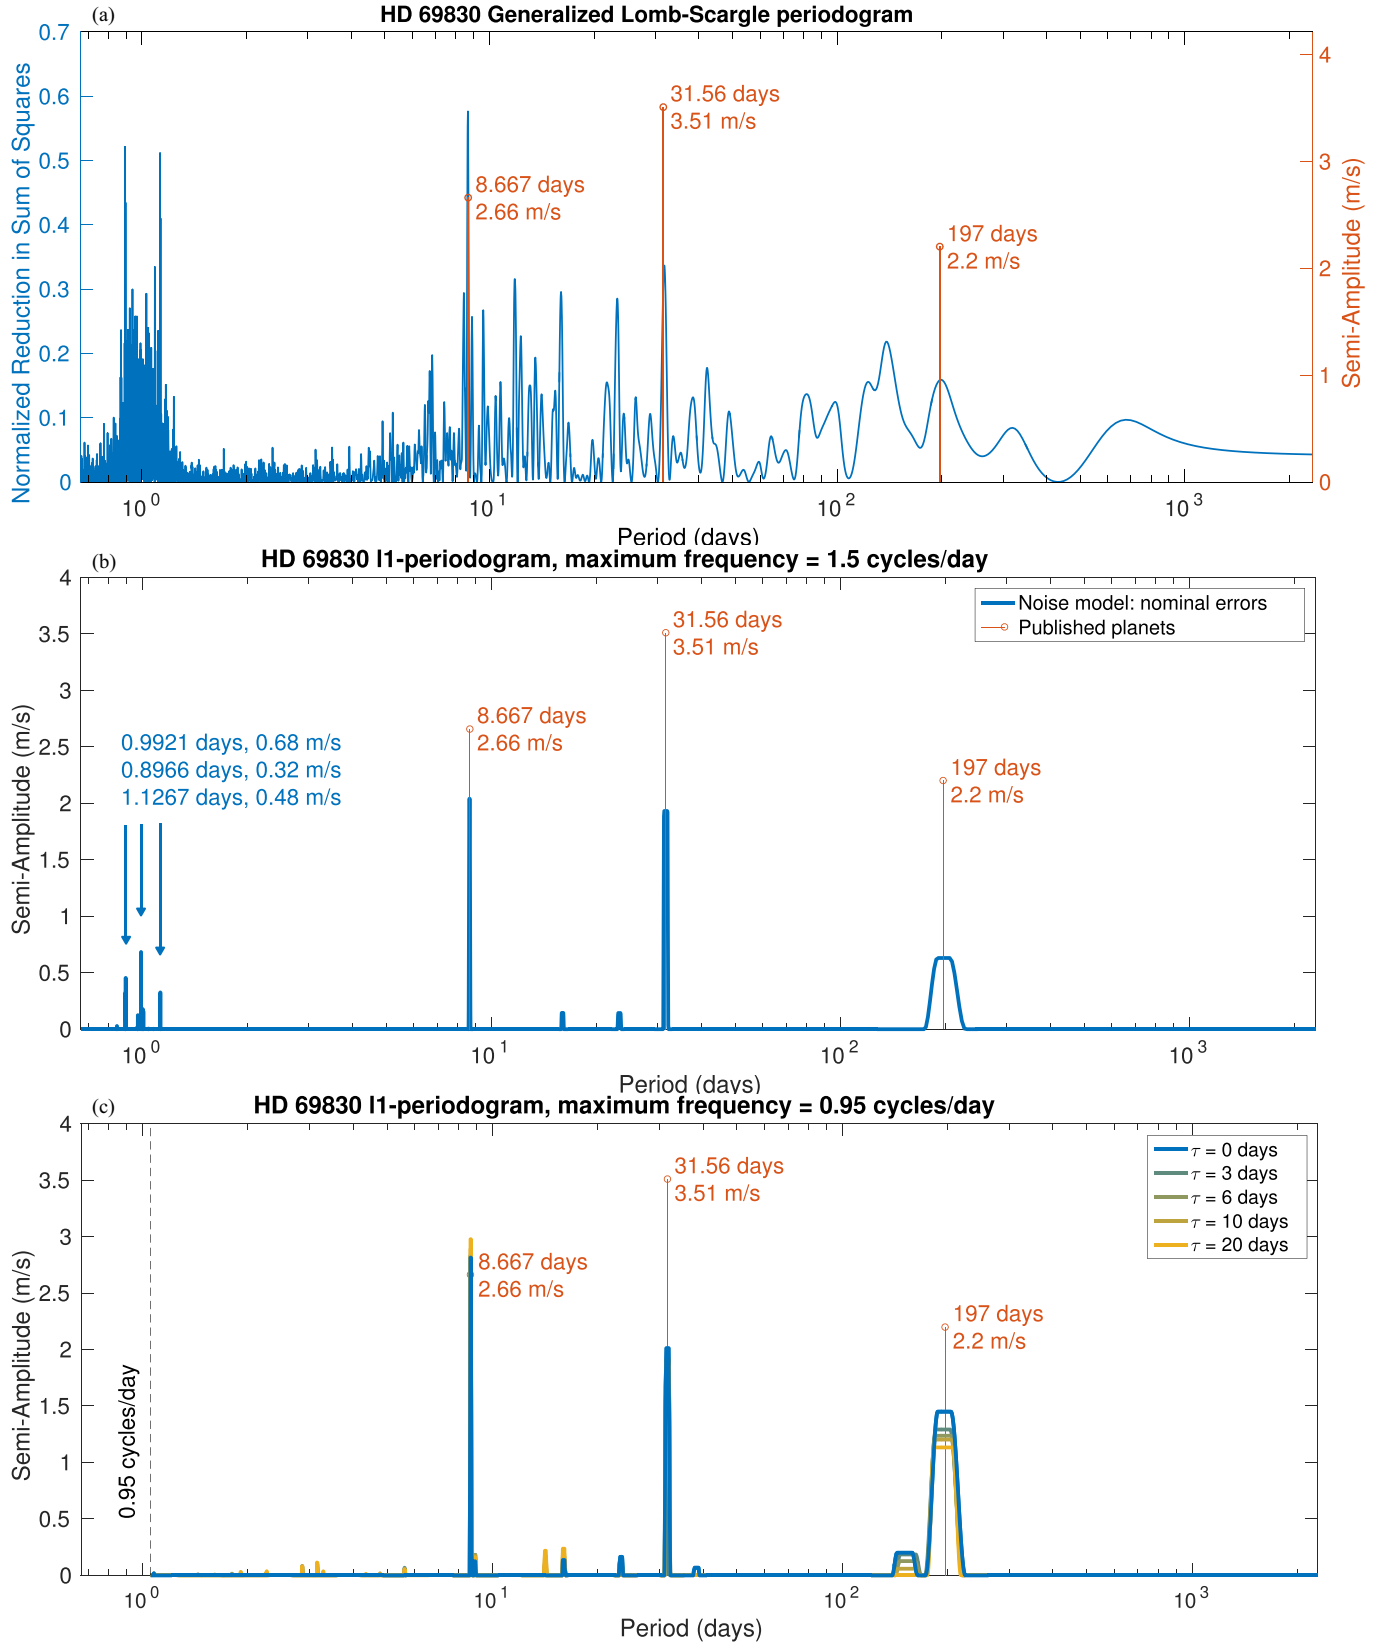 (a)
HD 69830 Generalized Lomb-Scargle periodogram
Normalized Reduction in Sum of Squares
0.7
0.6
0.5
0.4
0.3
0.2
0.1
0
4
3
2
1
0
Semi-Amplitude (m/s)
31.56 days
3.51 m/s
8.667 days
2.66 m/s
197 days
2.2 m/s
10^0
10^1
10^2
10^3
Period (days)
(b)
HD 69830 l1-periodogram, maximum frequency = 1.5 cycles/day
Semi-Amplitude (m/s)
4
3.5
3
2.5
2
1.5
1
0.5
0
Noise model: nominal errors
Published planets
31.56 days
3.51 m/s
8.667 days
2.66 m/s
0.9921 days, 0.68 m/s
0.8966 days, 0.32 m/s
1.1267 days, 0.48 m/s
197 days
2.2 m/s
10^0
10^1
10^2
10^3
Period (days)
(c)
HD 69830 l1-periodogram, maximum frequency = 0.95 cycles/day
Semi-Amplitude (m/s)
4
3.5
3
2.5
2
1.5
1
0.5
0
0.95 cycles/day
τ = 0 days
τ = 3 days
τ = 6 days
τ = 10 days
τ = 20 days
31.56 days
3.51 m/s
8.667 days
2.66 m/s
197 days
2.2 m/s
10^0
10^1
10^2
10^3
Period (days)